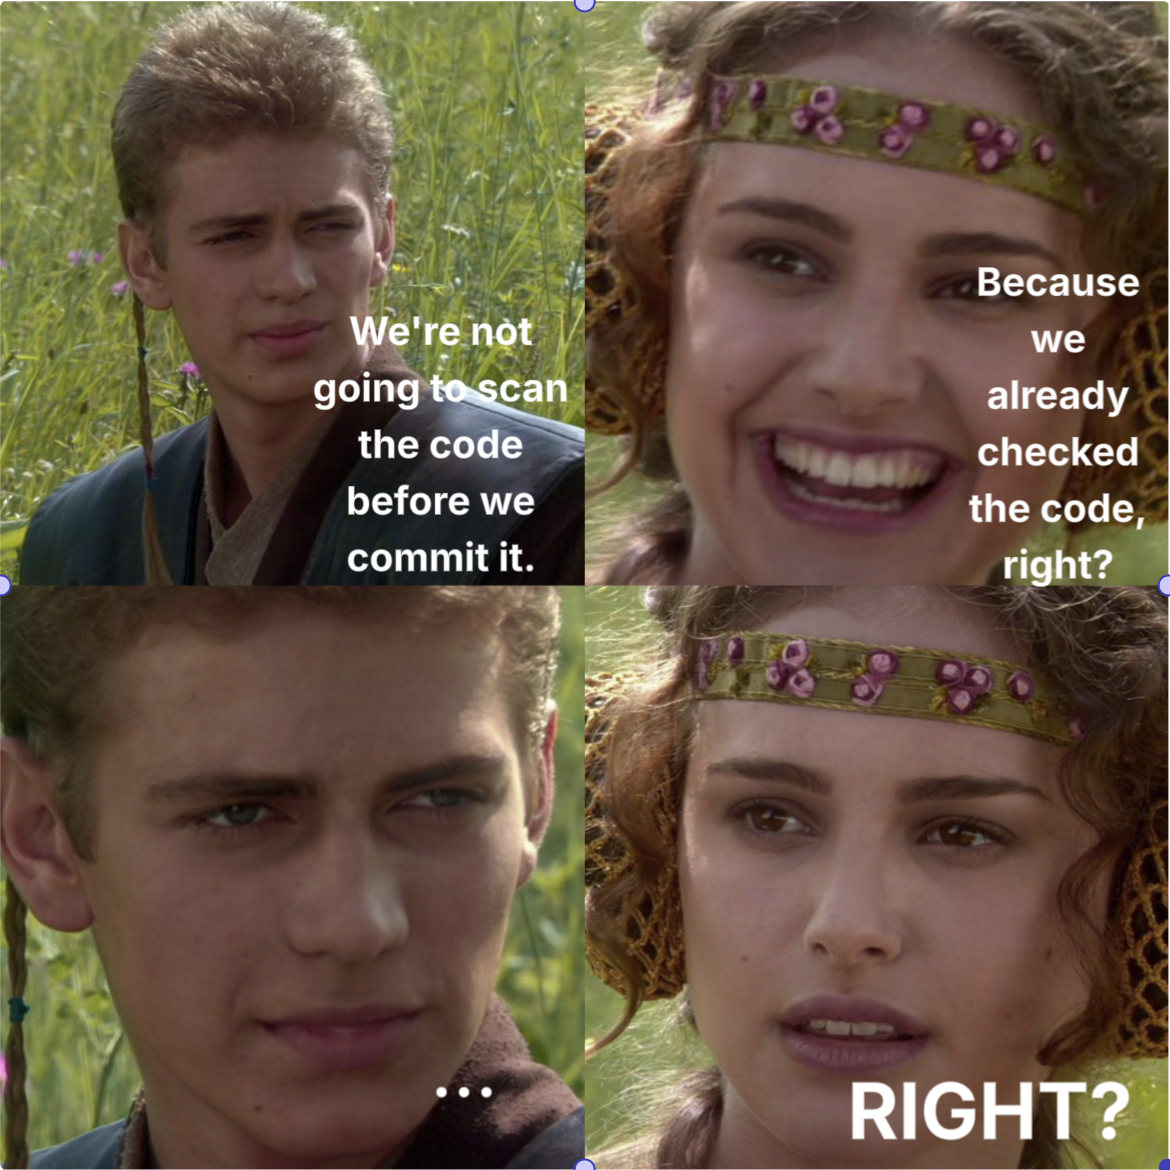 We're not
going to scan
the code
before we
commit it.
Because
we
already
checked
the code,
right?
...
RIGHT?